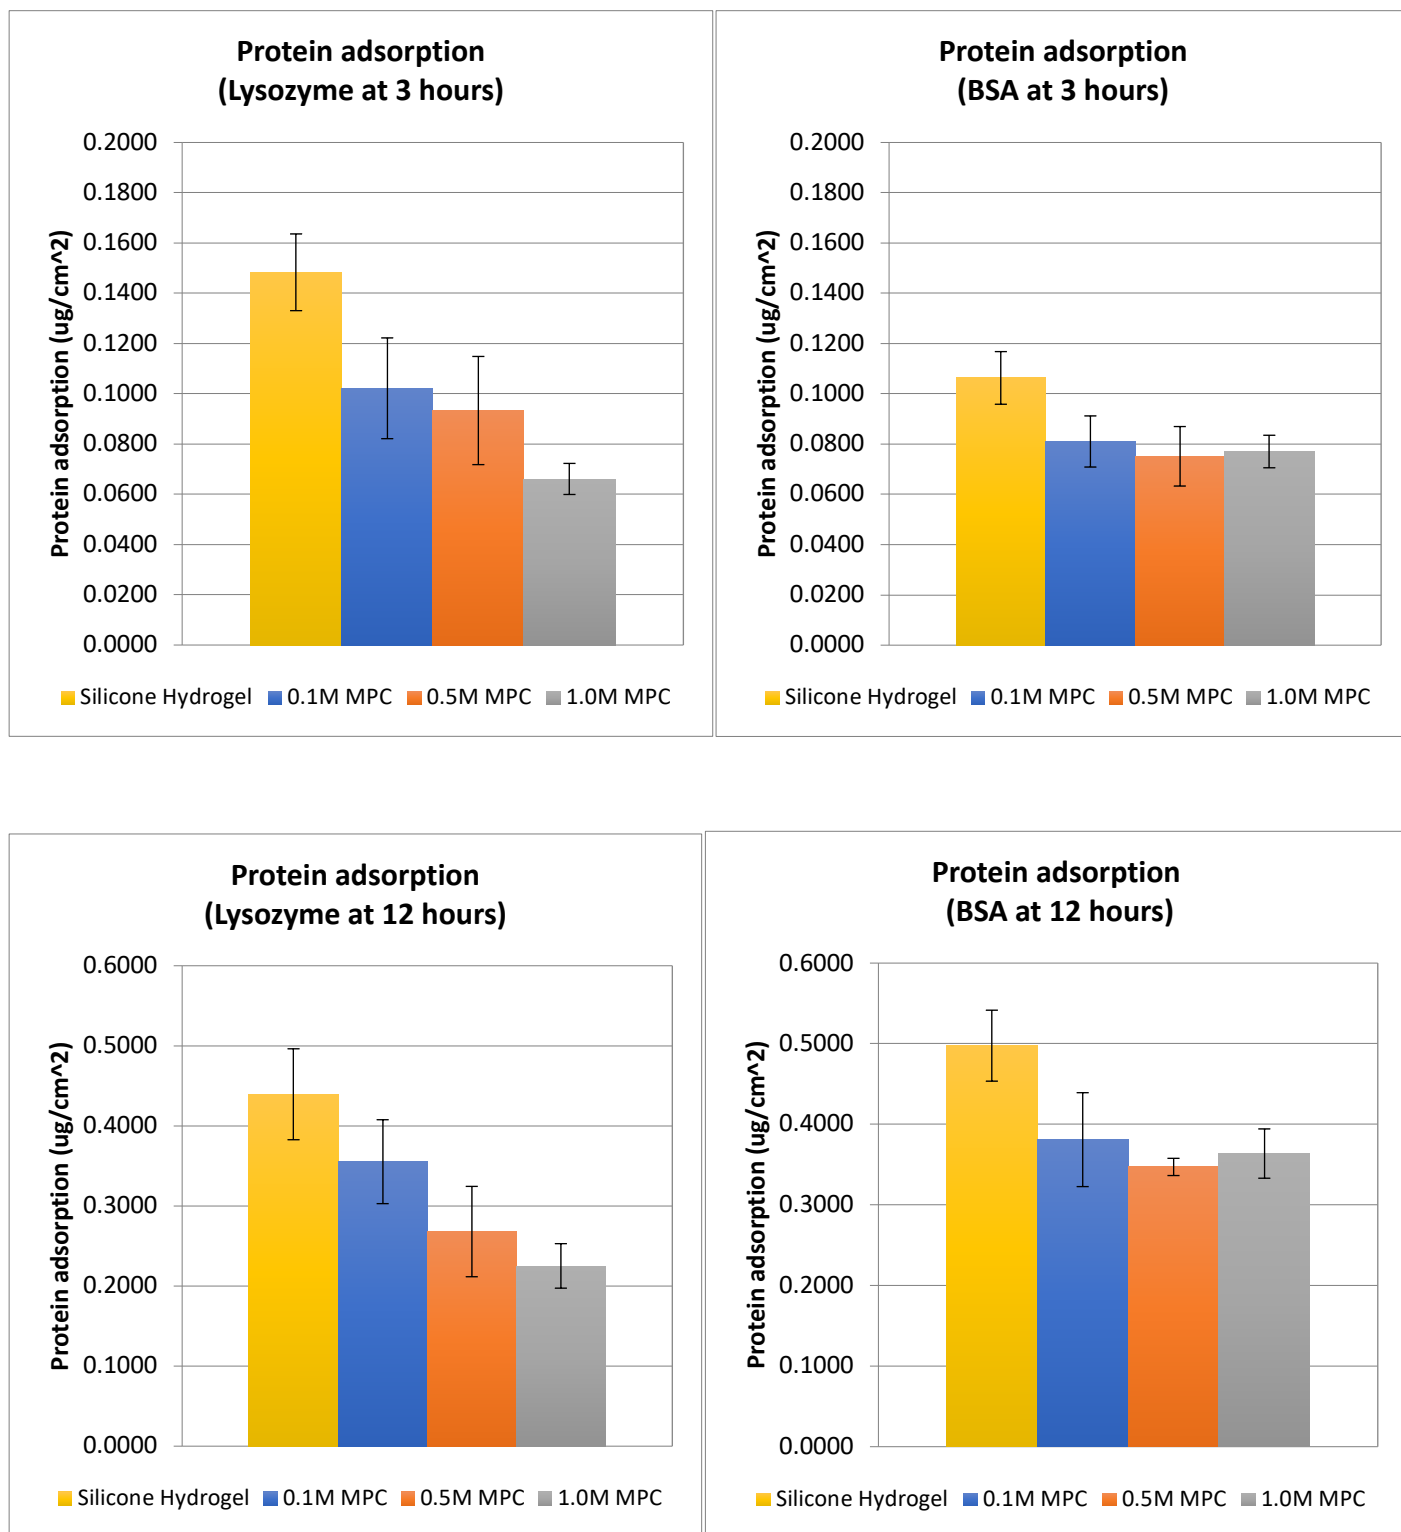 Protein adsorption
(Lysozyme at 3 hours)
Protein adsorption (ug/cm^2)
0.2000
0.1800
0.1600
0.1400
0.1200
0.1000
0.0800
0.0600
0.0400
0.0200
0.0000
Silicone Hydrogel 0.1M MPC 0.5M MPC 1.0M MPC
Protein adsorption
(BSA at 3 hours)
Protein adsorption (ug/cm^2)
0.2000
0.1800
0.1600
0.1400
0.1200
0.1000
0.0800
0.0600
0.0400
0.0200
0.0000
Silicone Hydrogel 0.1M MPC 0.5M MPC 1.0M MPC
Protein adsorption
(Lysozyme at 12 hours)
Protein adsorption (ug/cm^2)
0.6000
0.5000
0.4000
0.3000
0.2000
0.1000
0.0000
Silicone Hydrogel 0.1M MPC 0.5M MPC 1.0M MPC
Protein adsorption
(BSA at 12 hours)
Protein adsorption (ug/cm^2)
0.6000
0.5000
0.4000
0.3000
0.2000
0.1000
0.0000
Silicone Hydrogel 0.1M MPC 0.5M MPC 1.0M MPC